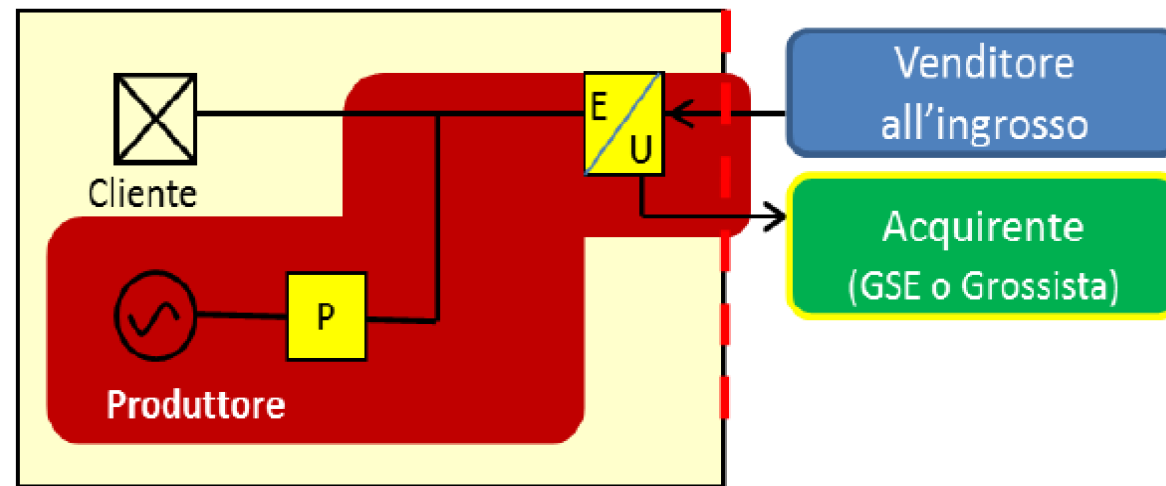 Cliente
P
Produttore
E
U
Venditore
all'ingrosso
Acquirente
(GSE o Grossista)